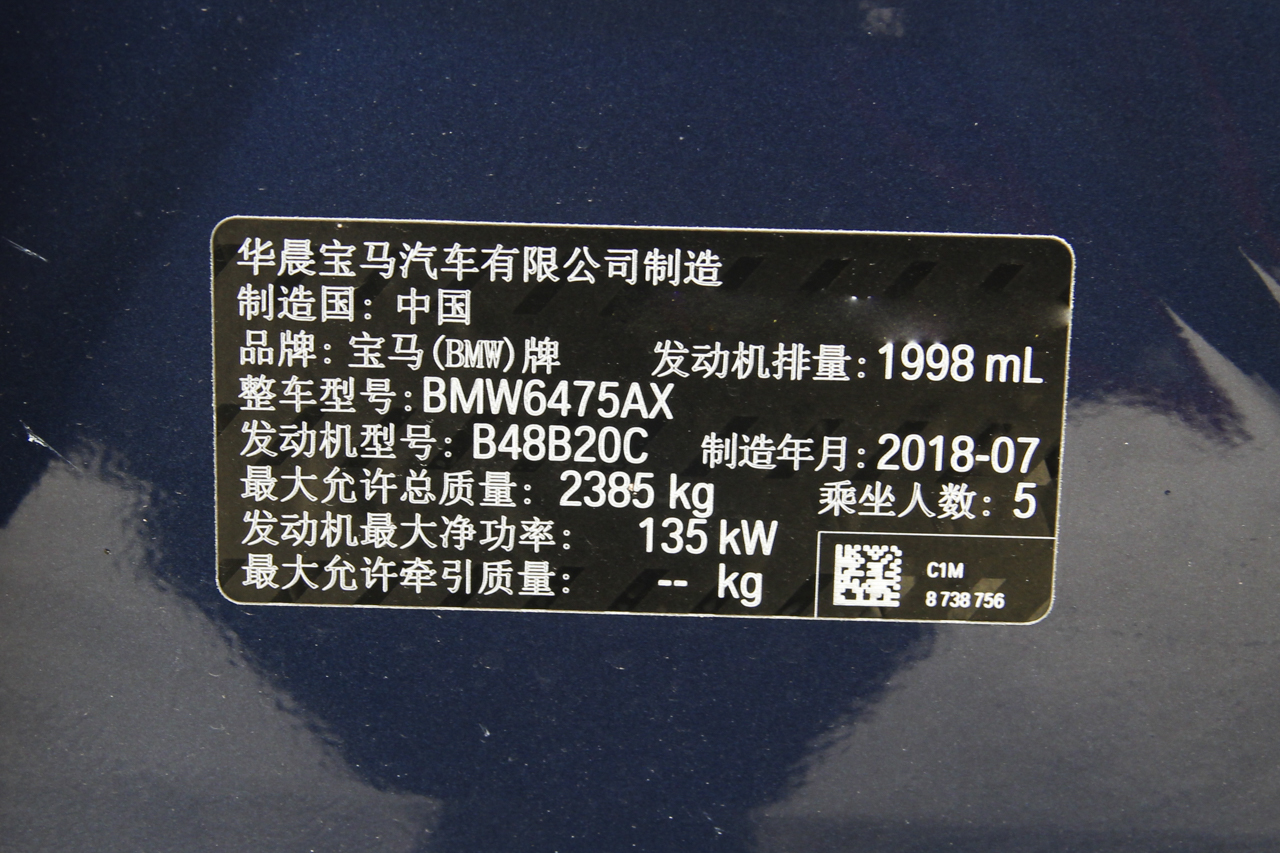 华晨宝马汽车有限公司制造
制造国：中国
品牌：宝马(BMW)牌 发动机排量：1998 mL
整车型号：BMW6475AX
发动机型号：B48B20C 制造年月：2018-07
最大允许总质量：2385 kg 乘坐人数：5
发动机最大净功率：135 kW
最大允许牵引质量：-- kg
C1M
8 738 756